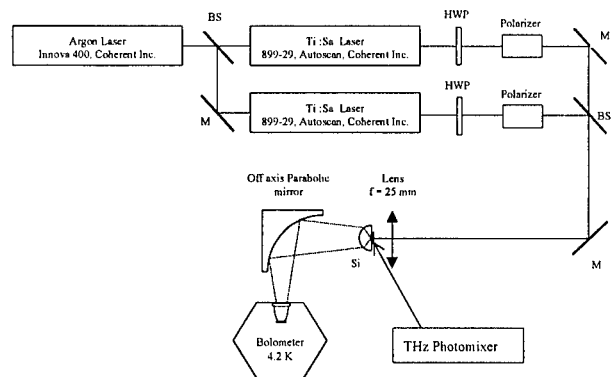 BS
HWP
Polarizer
M
Argon Laser
Innova 400, Coherent Inc.
Ti :Sa Laser
899-29, Autoscan, Coherent Inc.
HWP
Polarizer
M
Ti :Sa Laser
899-29, Autoscan, Coherent Inc.
BS
Off axis Parabolic
mirror
Lens
f = 25 mm
Si
M
Bolometer
4.2 K
THz Photomixer